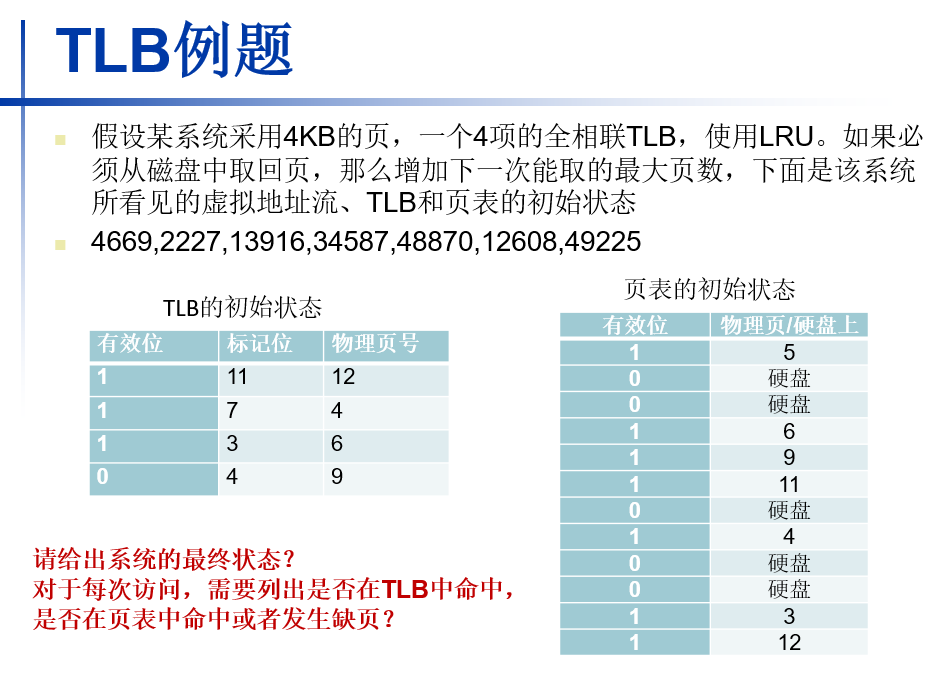 TLB例题
假设某系统采用4KB的页，一个4项的全相联TLB，使用LRU。如果必
须从磁盘中取回页，那么增加下一次能取的最大页数，下面是该系统
所看见的虚拟地址流、TLB和页表的初始状态
4669,2227,13916,34587,48870,12608,49225
TLB的初始状态
有效位 标记位 物理页号
1 11 12
1 7 4
1 3 6
0 4 9
页表的初始状态
有效位 物理页/硬盘上
1 5
0 硬盘
0 硬盘
1 6
1 9
1 11
0 硬盘
1 4
0 硬盘
0 硬盘
1 3
1 12
请给出系统的最终状态？
对于每次访问，需要列出是否在TLB中命中，
是否在页表中命中或者发生缺页？